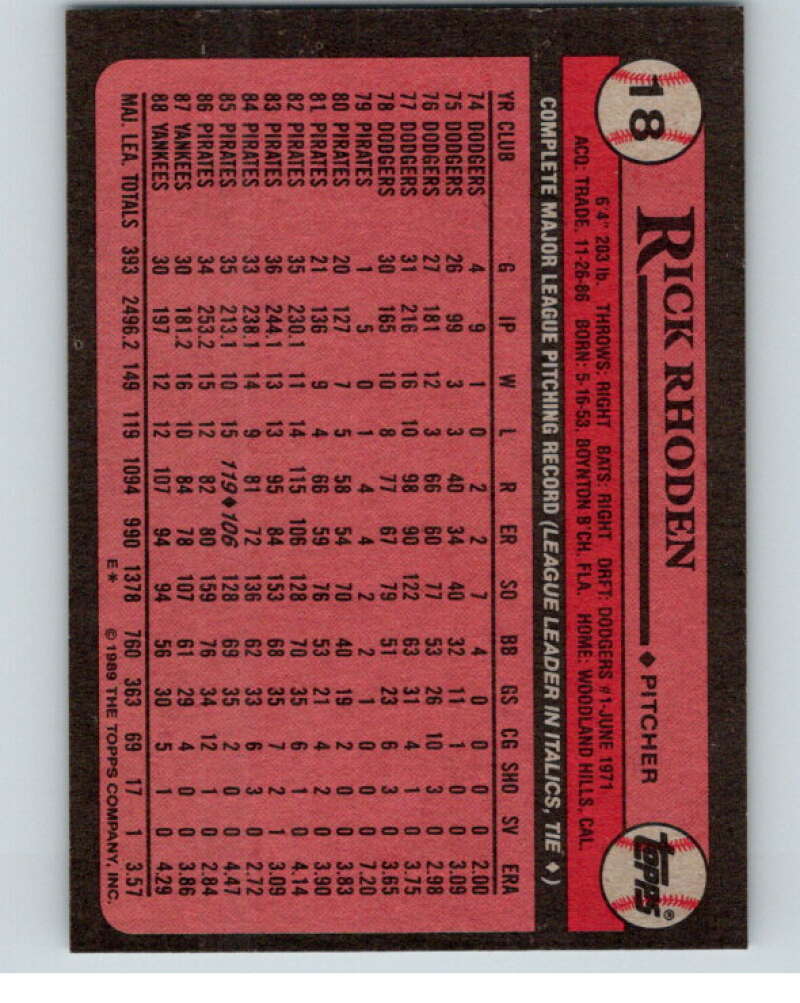 18
RICK RHODEN ♦ PITCHER
topps®
6'4" 203 lb. THROWS: RIGHT BATS: RIGHT DRFT: DODGERS #1-JUNE 1971
ACQ: TRADE, 11-26-86 BORN: 5-16-53, BOYNTON B'CH, FLA. HOME: WOODLAND HILLS, CAL.
COMPLETE MAJOR LEAGUE PITCHING RECORD (LEAGUE LEADER IN ITALICS, TIE ♦)
YR CLUB G IP W L R ER SO BB GS CG SHO SV ERA
74 DODGERS 4 9 1 0 2 2 7 4 0 0 0 0 2.00
75 DODGERS 26 99 3 3 40 34 40 32 11 1 0 0 3.09
76 DODGERS 27 181 12 3 66 60 77 53 26 10 3 0 2.98
77 DODGERS 31 216 16 10 98 90 122 63 31 4 1 0 3.75
78 DODGERS 30 165 10 8 77 67 79 51 23 6 3 0 3.65
79 PIRATES 1 5 0 1 4 4 2 2 1 0 0 0 7.20
80 PIRATES 20 127 7 5 58 54 70 40 19 2 0 0 3.83
81 PIRATES 21 136 9 4 66 59 76 53 21 4 2 0 3.90
82 PIRATES 35 230.1 11 14 115 106 128 70 35 6 1 0 4.14
83 PIRATES 36 244.1 13 13 95 84 153 68 35 7 2 1 3.09
84 PIRATES 33 238.1 14 9 81 72 136 62 33 6 3 0 2.72
85 PIRATES 35 213.1 10 15 119♦106 128 69 35 2 0 0 4.47
86 PIRATES 34 253.2 15 12 82 80 159 76 34 12 1 0 2.84
87 YANKEES 30 181.2 16 10 84 78 107 61 29 4 0 0 3.86
88 YANKEES 30 197 12 12 107 94 94 56 30 5 1 0 4.29
MAJ. LEA. TOTALS 393 2496.2 149 119 1094 990 1378 760 363 69 17 1 3.57
E* ©1989 THE TOPPS COMPANY, INC.